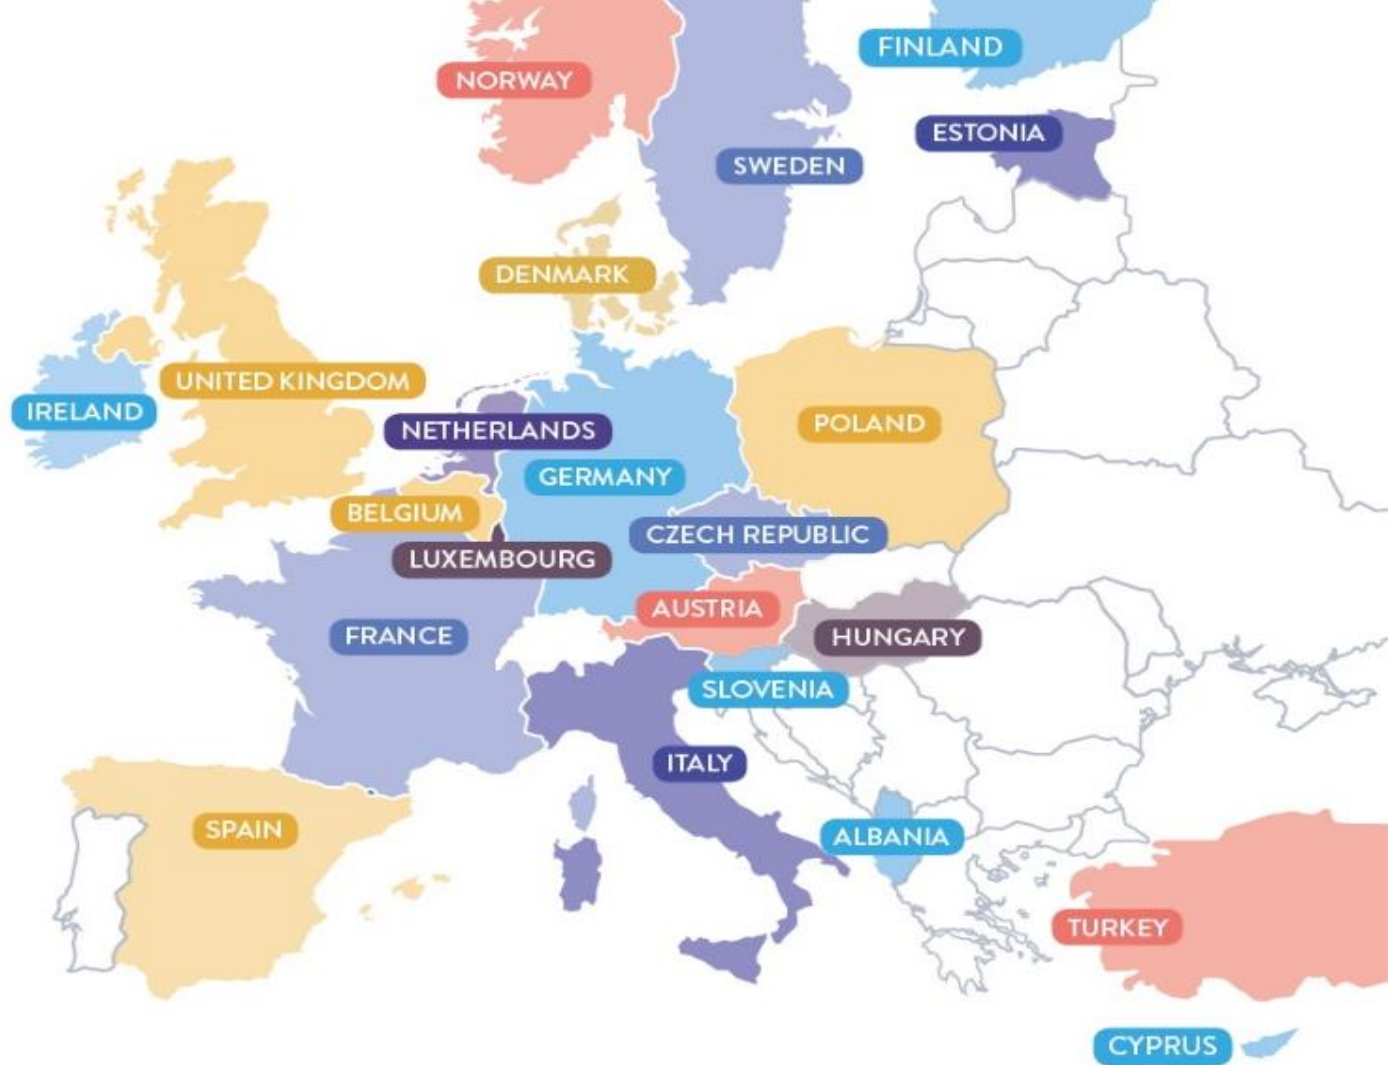 FINLAND
NORWAY
ESTONIA
SWEDEN
DENMARK
UNITED KINGDOM
IRELAND
POLAND
NETHERLANDS
GERMANY
BELGIUM
CZECH REPUBLIC
LUXEMBOURG
AUSTRIA
FRANCE
HUNGARY
SLOVENIA
ITALY
SPAIN
ALBANIA
TURKEY
CYPRUS